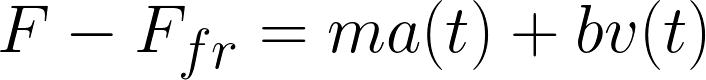 F − F_{fr} = ma(t) + bv(t)